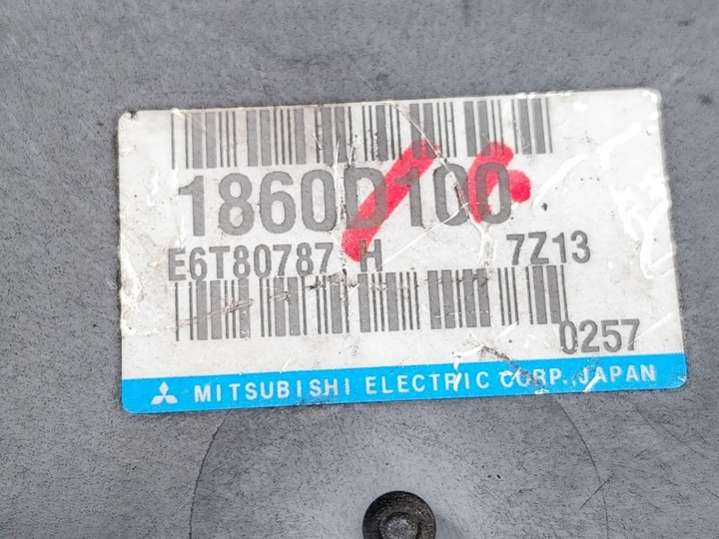 1860D100
E6T80787 H 7Z13
0257
MITSUBISHI ELECTRIC CORP., JAPAN